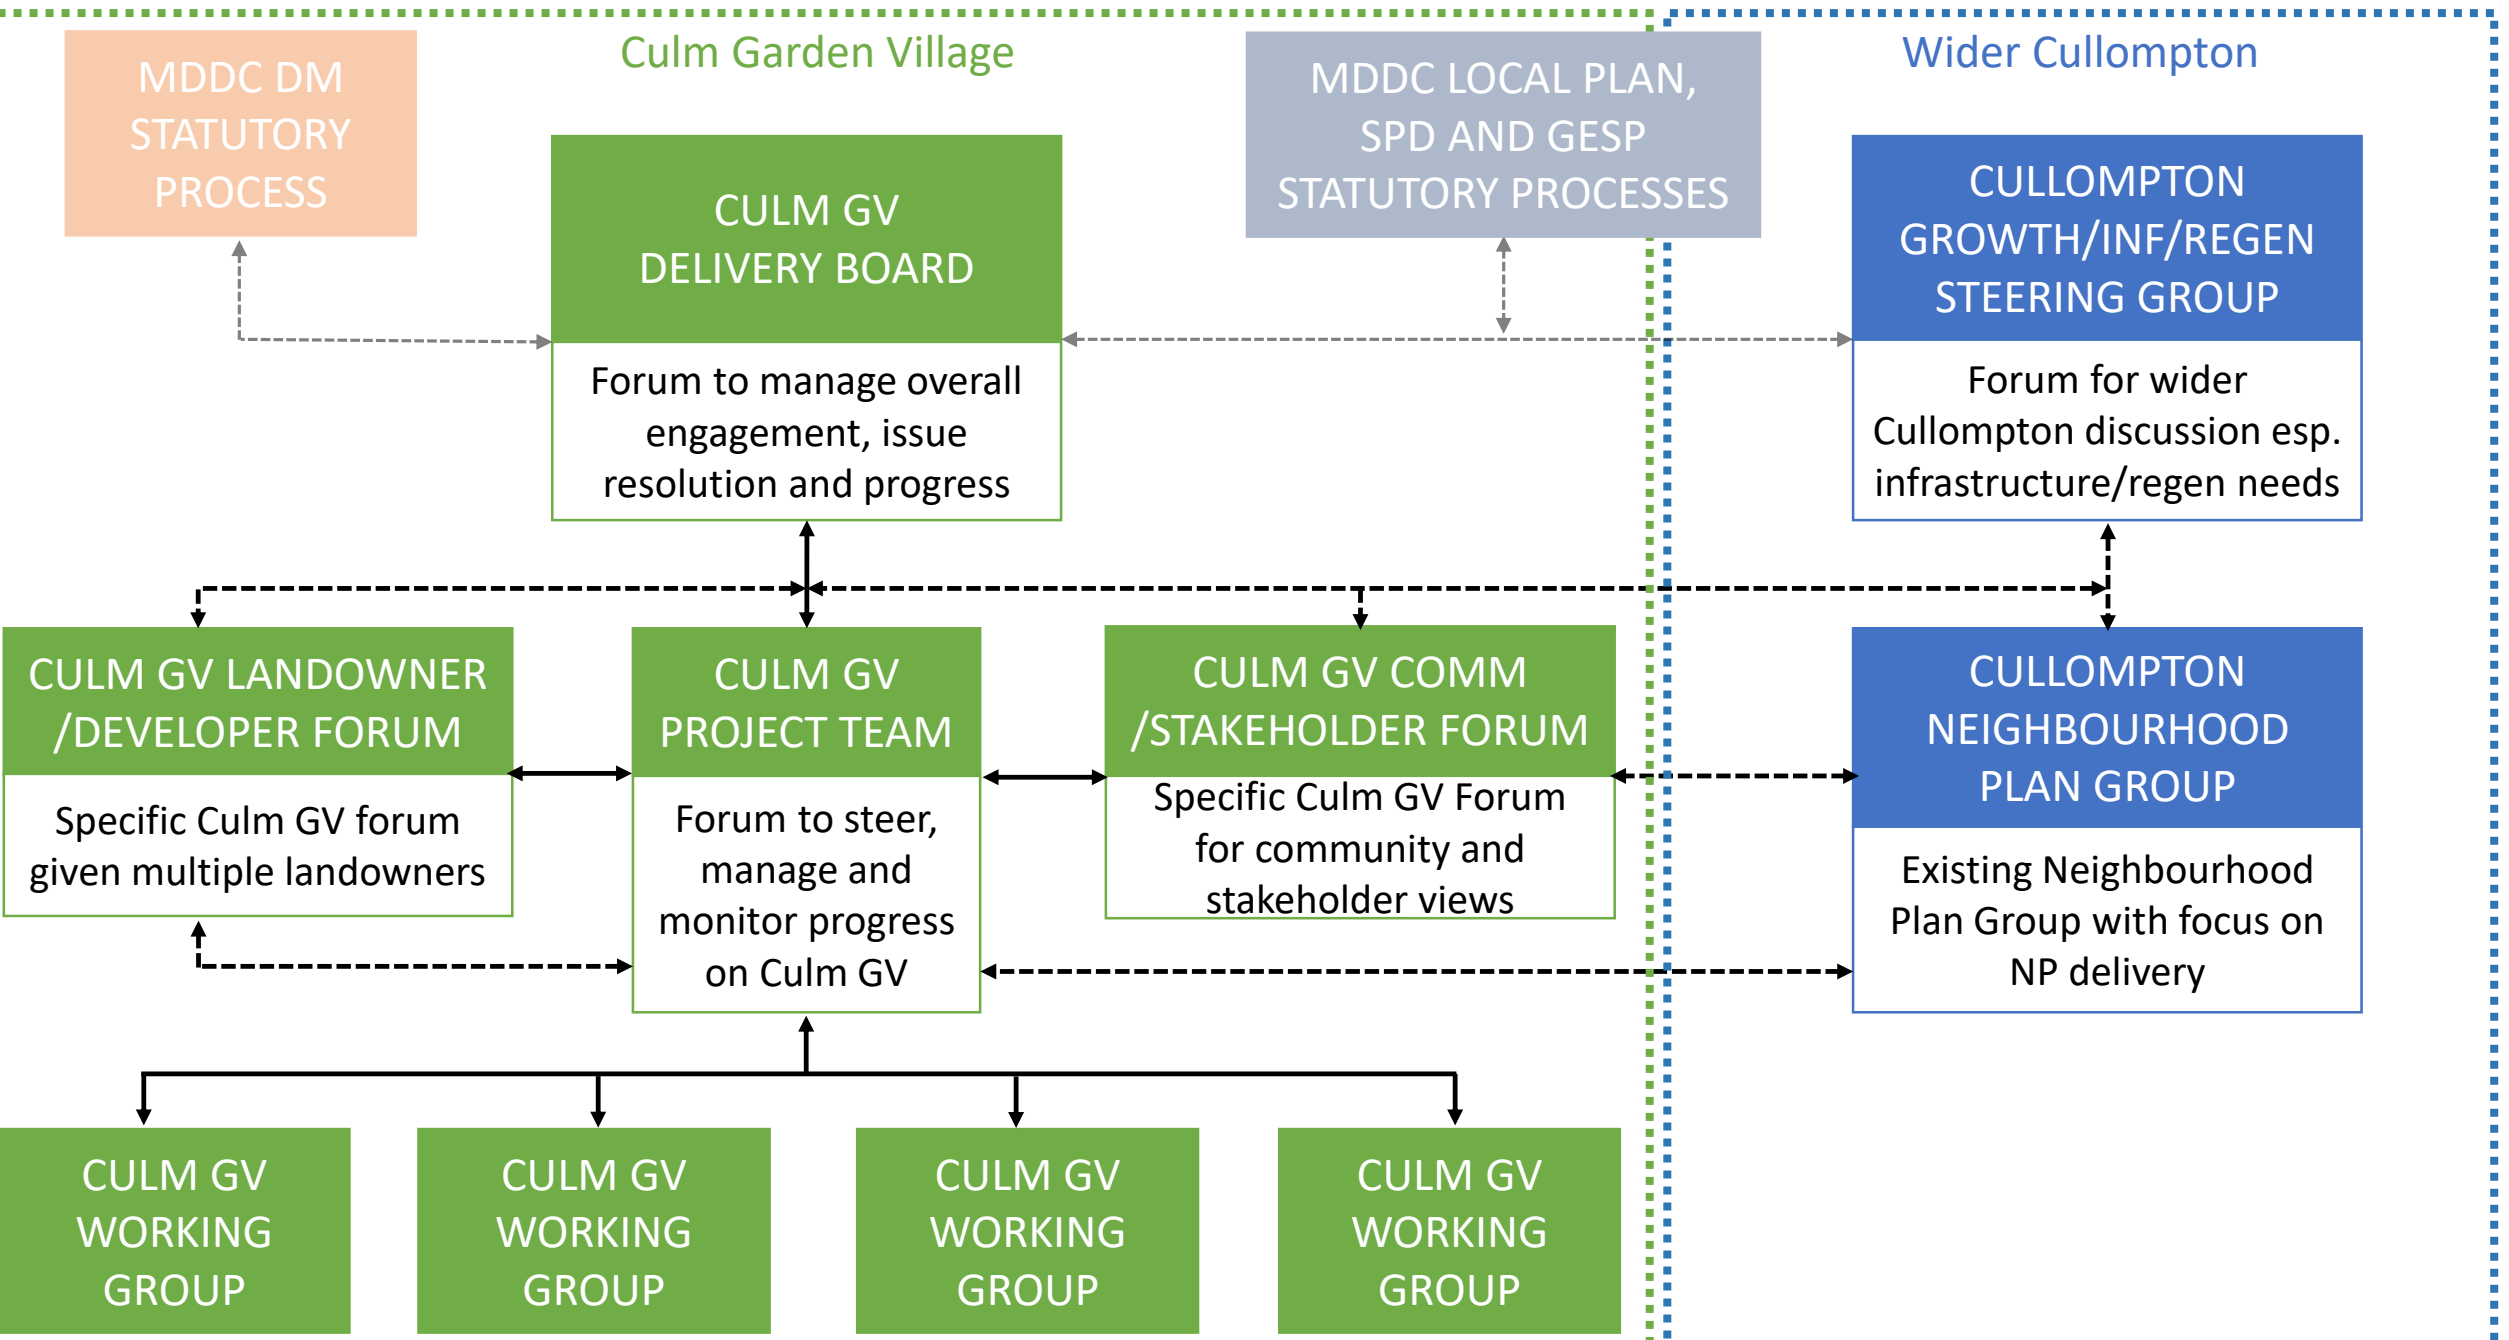 Culm Garden Village
Wider Cullompton
MDDC DM
STATUTORY
PROCESS
MDDC LOCAL PLAN,
SPD AND GESP
STATUTORY PROCESSES
CULM GV
DELIVERY BOARD
Forum to manage overall
engagement, issue
resolution and progress
CULLOMPTON
GROWTH/INF/REGEN
STEERING GROUP
Forum for wider
Cullompton discussion esp.
infrastructure/regen needs
CULM GV LANDOWNER
/DEVELOPER FORUM
Specific Culm GV forum
given multiple landowners
CULM GV
PROJECT TEAM
Forum to steer,
manage and
monitor progress
on Culm GV
CULM GV COMM
/STAKEHOLDER FORUM
Specific Culm GV Forum
for community and
stakeholder views
CULLOMPTON
NEIGHBOURHOOD
PLAN GROUP
Existing Neighbourhood
Plan Group with focus on
NP delivery
CULM GV
WORKING
GROUP
CULM GV
WORKING
GROUP
CULM GV
WORKING
GROUP
CULM GV
WORKING
GROUP